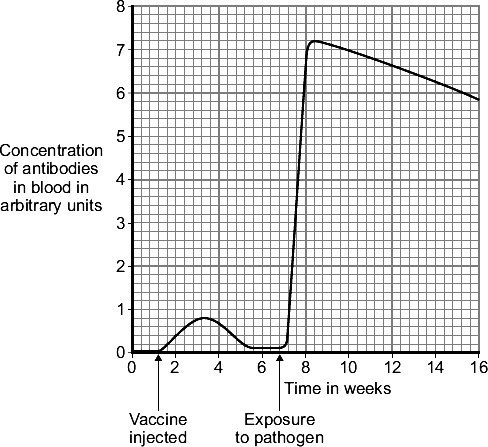 8
7
6
5
4
3
2
1
0
Concentration
of antibodies
in blood in
arbitrary units
0 2 4 6 8 10 12 14 16
Time in weeks
Vaccine
injected
Exposure
to pathogen